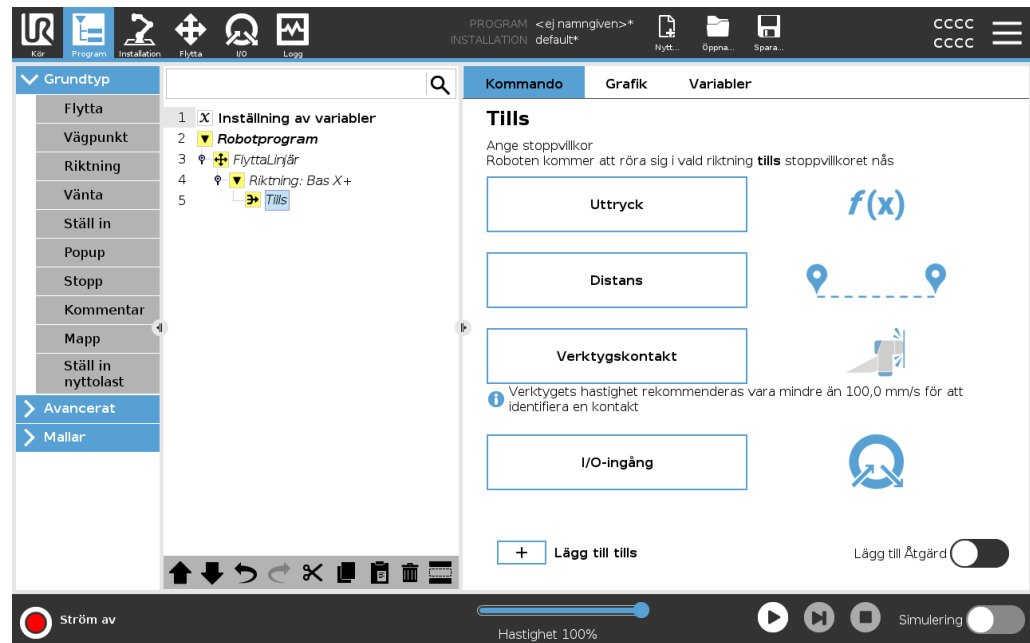 PROGRAM <ej namngiven>*
INSTALLATION default*
Kör
Program
Installation
Flytta
I/O
Logg
Nytt...
Öppna...
Spara...
cccc
cccc
Grundtyp
Flytta
Vägpunkt
Riktning
Vänta
Ställ in
Popup
Stopp
Kommentar
Mapp
Ställ in
nyttolast
Avancerat
Mallar
1 X Inställning av variabler
2 Robotprogram
3 FlyttaLinjär
4 Riktning: Bas X+
5 Tills
Kommando
Grafik
Variabler
Tills
Ange stoppvillkor
Roboten kommer att röra sig i vald riktning tills stoppvillkoret nås
Uttryck
f(x)
Distans
Verktygskontakt
Verktygets hastighet rekommenderas vara mindre än 100,0 mm/s för att
identifiera en kontakt
I/O-ingång
+ Lägg till tills
Lägg till Åtgärd
Ström av
Hastighet 100%
Simulering